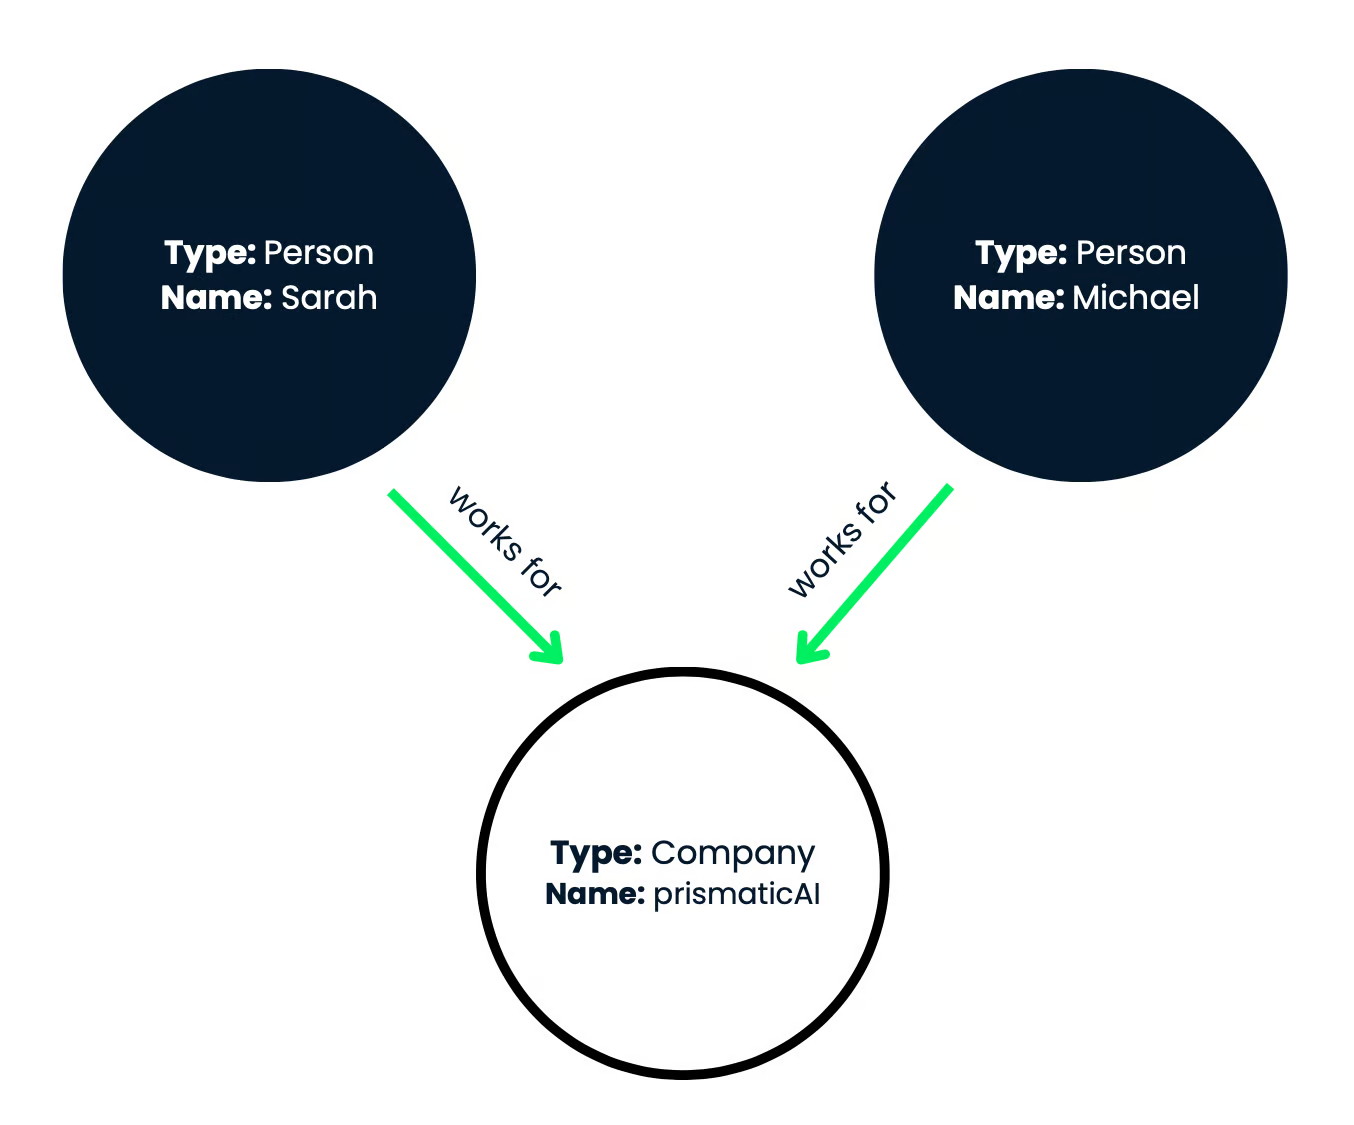 Type: Person
Name: Sarah
Type: Person
Name: Michael
works for
works for
Type: Company
Name: prismaticAI